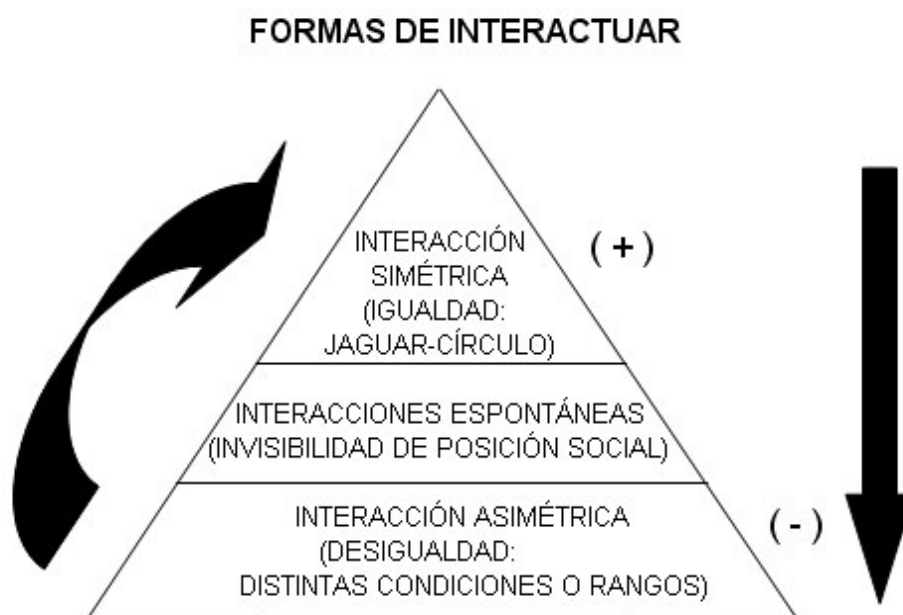 FORMAS DE INTERACTUAR
INTERACCIÓN
SIMÉTRICA
(IGUALDAD:
JAGUAR-CÍRCULO)
( + )
INTERACCIONES ESPONTÁNEAS
(INVISIBILIDAD DE POSICIÓN SOCIAL)
INTERACCIÓN ASIMÉTRICA
(DESIGUALDAD:
DISTINTAS CONDICIONES O RANGOS)
( - )